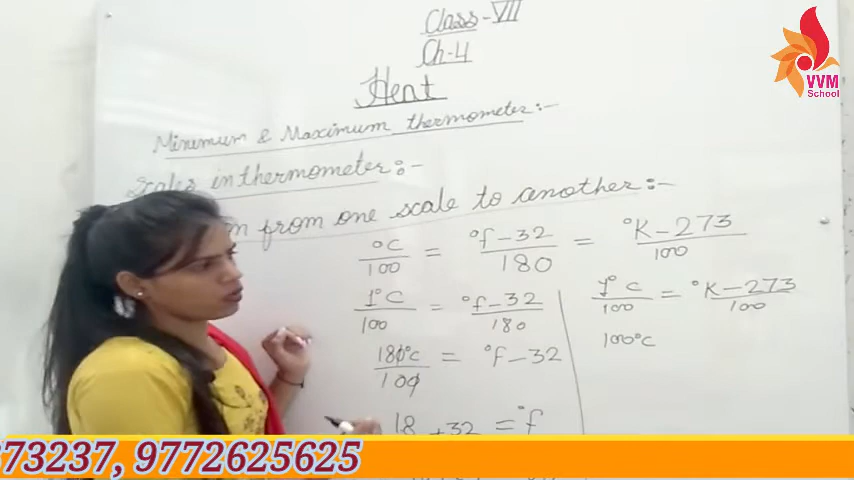 Class-VII
Ch-4
Heat
VVM
School
Minimum & Maximum thermometer:-
Scales in thermometer:-
from one scale to another:-
°C/100 = °f-32/180 = °K-273/100
1°C/100 = °f-32/180
1°C/100 = °K-273/100
180°C/100 = °f-32
100°C
18 +32 = °f
73237, 9772625625